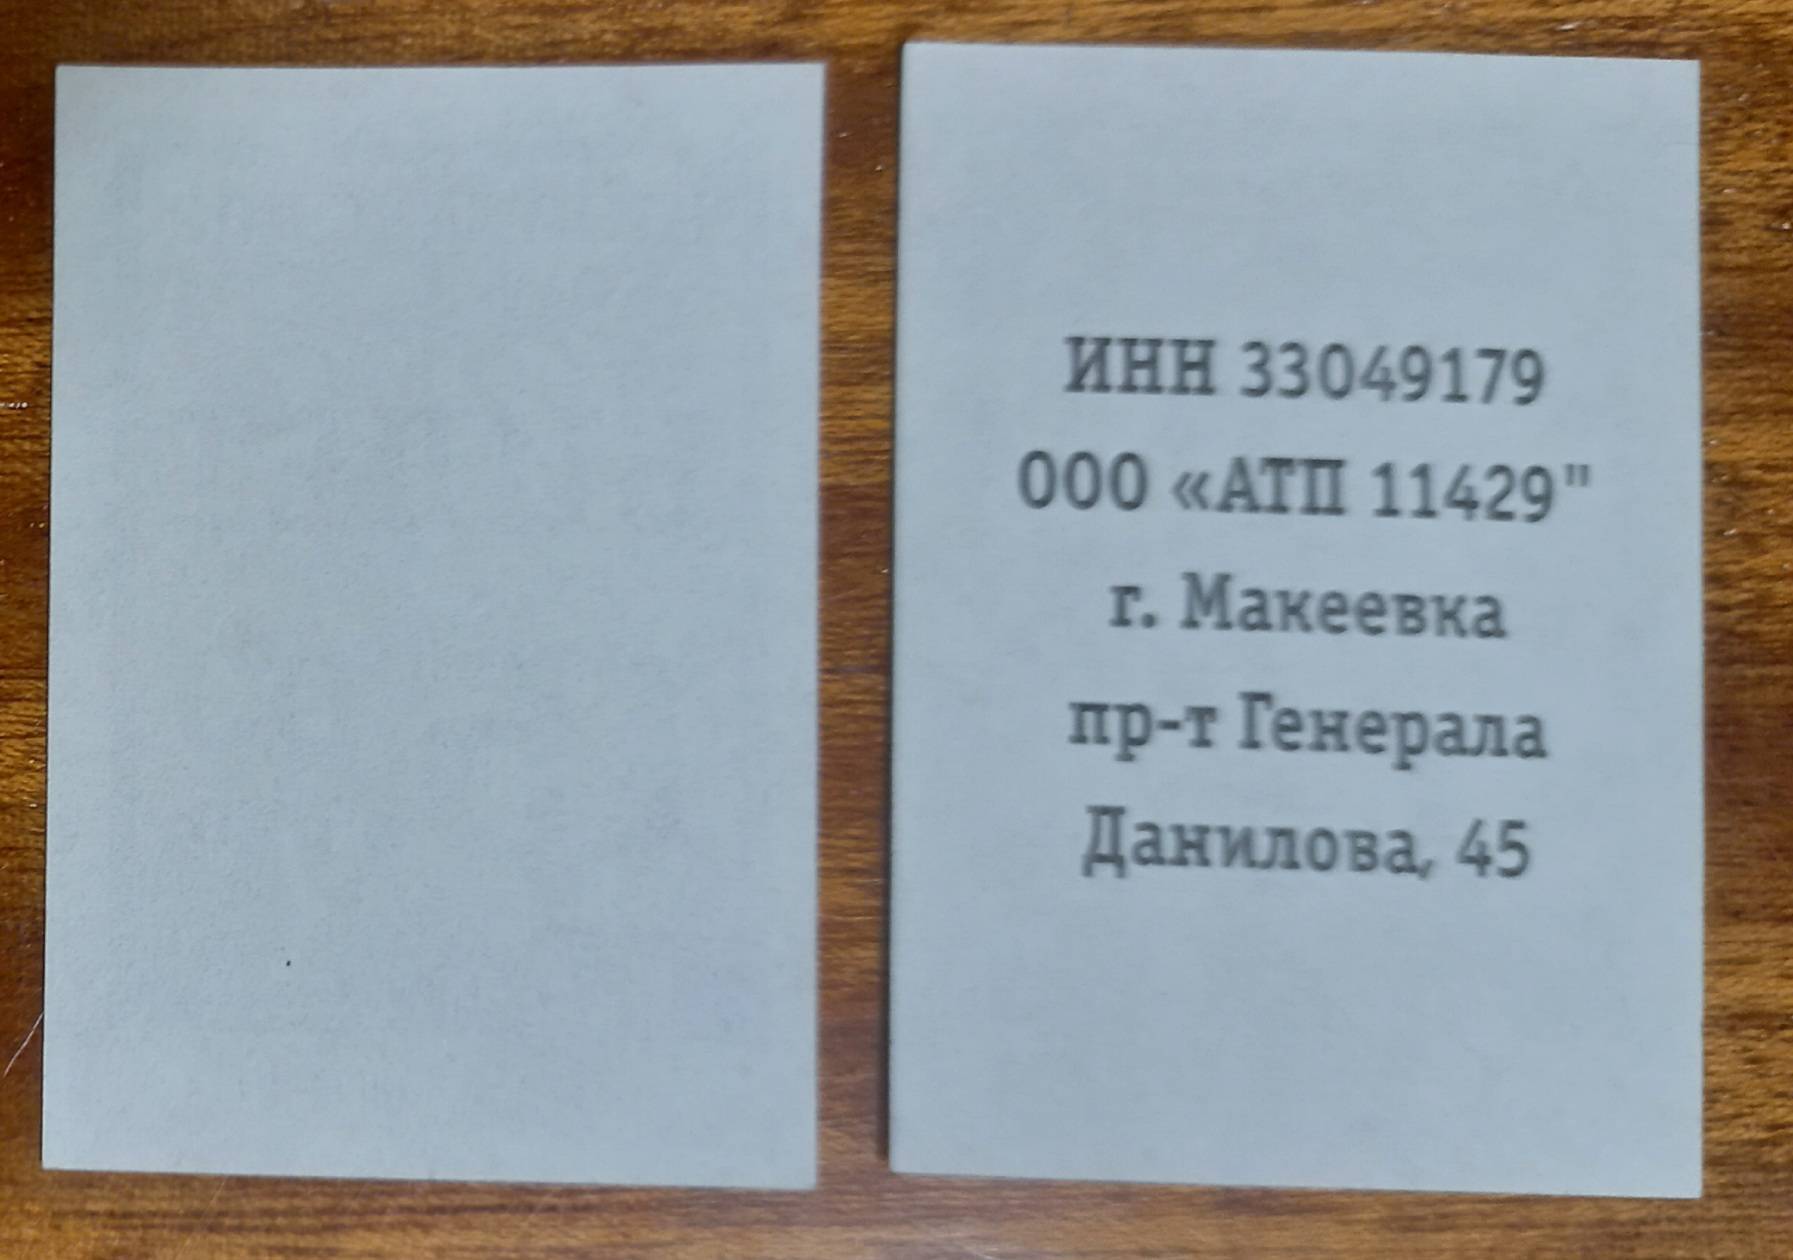 ИНН 33049179
ООО «АТП 11429"
г. Макеевка
пр-т Генерала
Данилова, 45